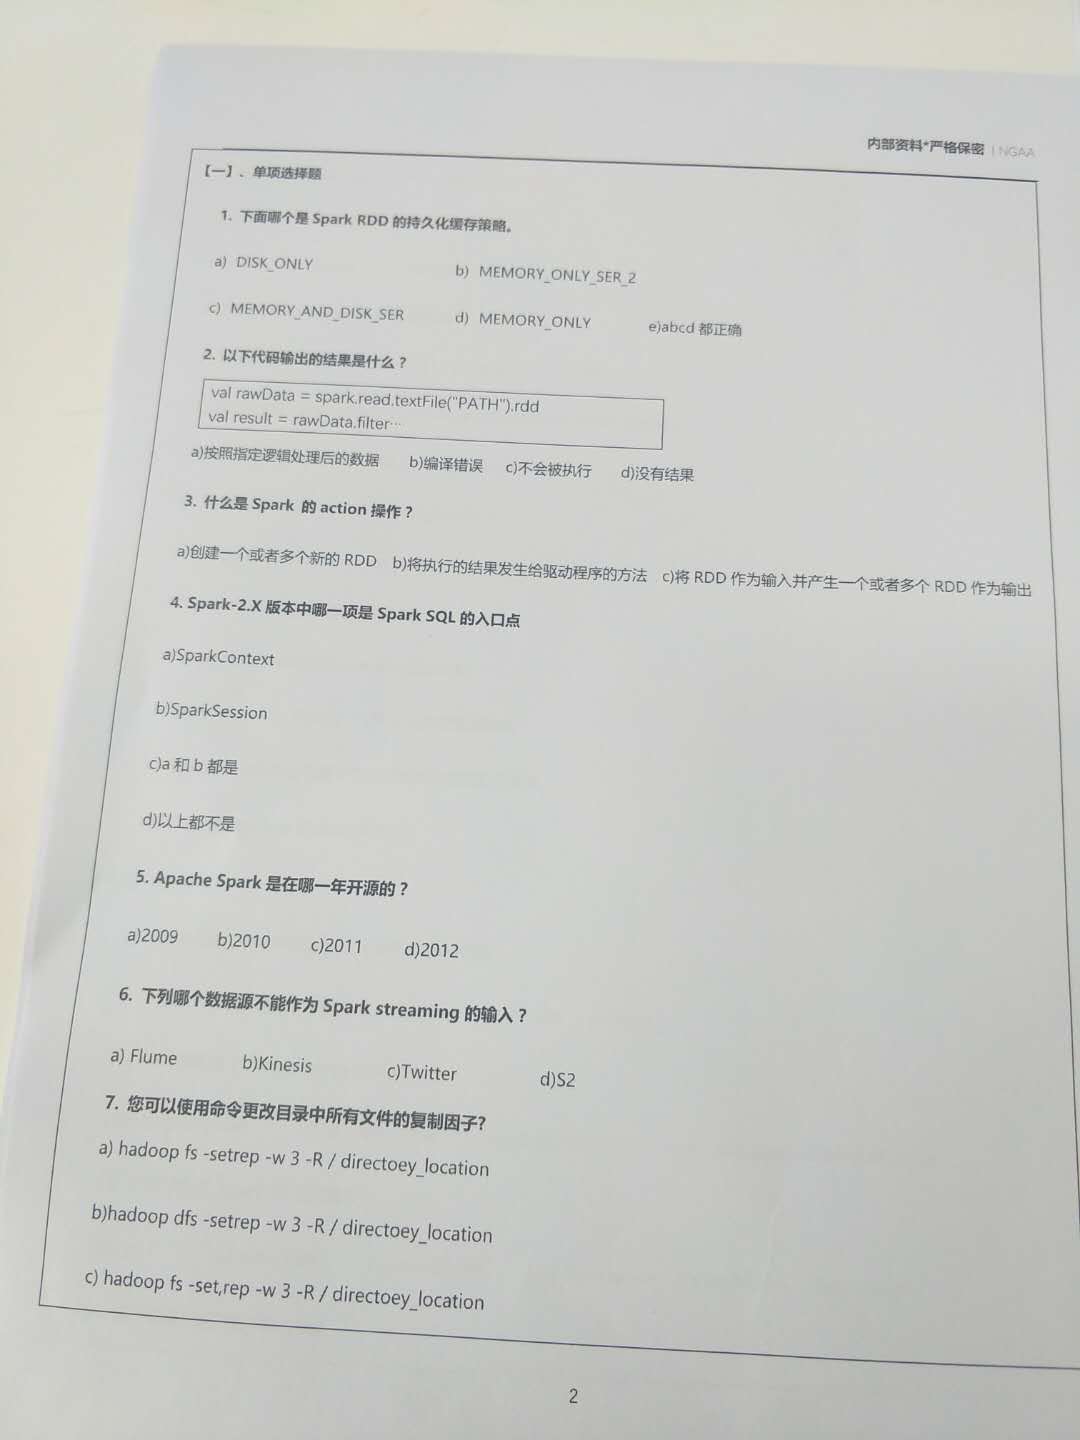 内部资料*严格保密 | NGAA
【一】、单项选择题
1. 下面哪个是 Spark RDD 的持久化缓存策略。
a) DISK_ONLY b) MEMORY_ONLY_SER_2
c) MEMORY_AND_DISK_SER d) MEMORY_ONLY e)abcd 都正确
2. 以下代码输出的结果是什么？
val rawData = spark.read.textFile("PATH").rdd
val result = rawData.filter…
a)按照指定逻辑处理后的数据 b)编译错误 c)不会被执行 d)没有结果
3. 什么是 Spark 的 action 操作？
a)创建一个或者多个新的 RDD b)将执行的结果发生给驱动程序的方法 c)将 RDD 作为输入并产生一个或者多个 RDD 作为输出
4. Spark-2.X 版本中哪一项是 Spark SQL 的入口点
a)SparkContext
b)SparkSession
c)a 和 b 都是
d)以上都不是
5. Apache Spark 是在哪一年开源的？
a)2009 b)2010 c)2011 d)2012
6. 下列哪个数据源不能作为 Spark streaming 的输入？
a) Flume b)Kinesis c)Twitter d)S2
7. 您可以使用命令更改目录中所有文件的复制因子?
a) hadoop fs -setrep -w 3 -R / directoey_location
b)hadoop dfs -setrep -w 3 -R / directoey_location
c) hadoop fs -set,rep -w 3 -R / directoey_location
2